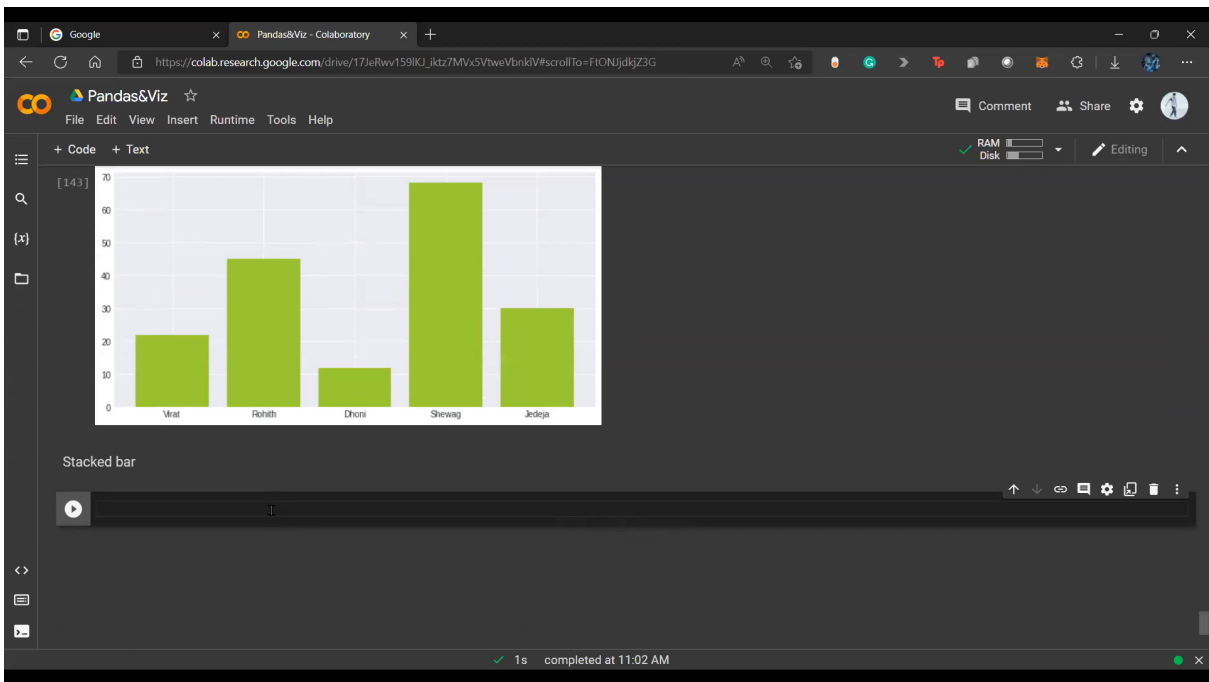 Google
Pandas&Viz - Colaboratory
https://colab.research.google.com/drive/17JeRwv159lKJ_iktz7MVx5VtweVbnklV#scrollTo=FtONJjdkjZ3G
Pandas&Viz
Comment
Share
File Edit View Insert Runtime Tools Help
+ Code + Text
RAM
Disk
Editing
[143]
70
60
50
40
30
20
10
0
Virat Rohith Dhoni Shewag Jedeja
Stacked bar
1s completed at 11:02 AM